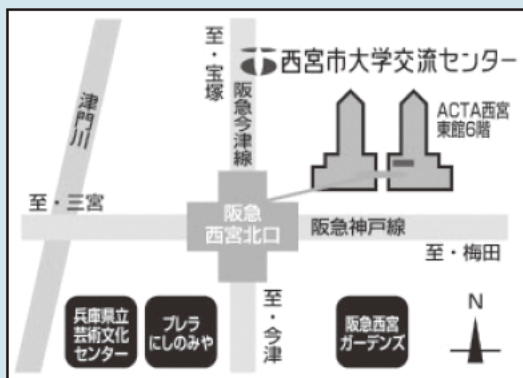 西宮市大学交流センター
至・宝塚
阪急今津線
ACTA西宮
東館6階
津門川
至・三宮
阪急
西宮北口
阪急神戸線
至・梅田
兵庫県立
芸術文化
センター
プレラ
にしのみや
至・今津
阪急西宮
ガーデンズ
N